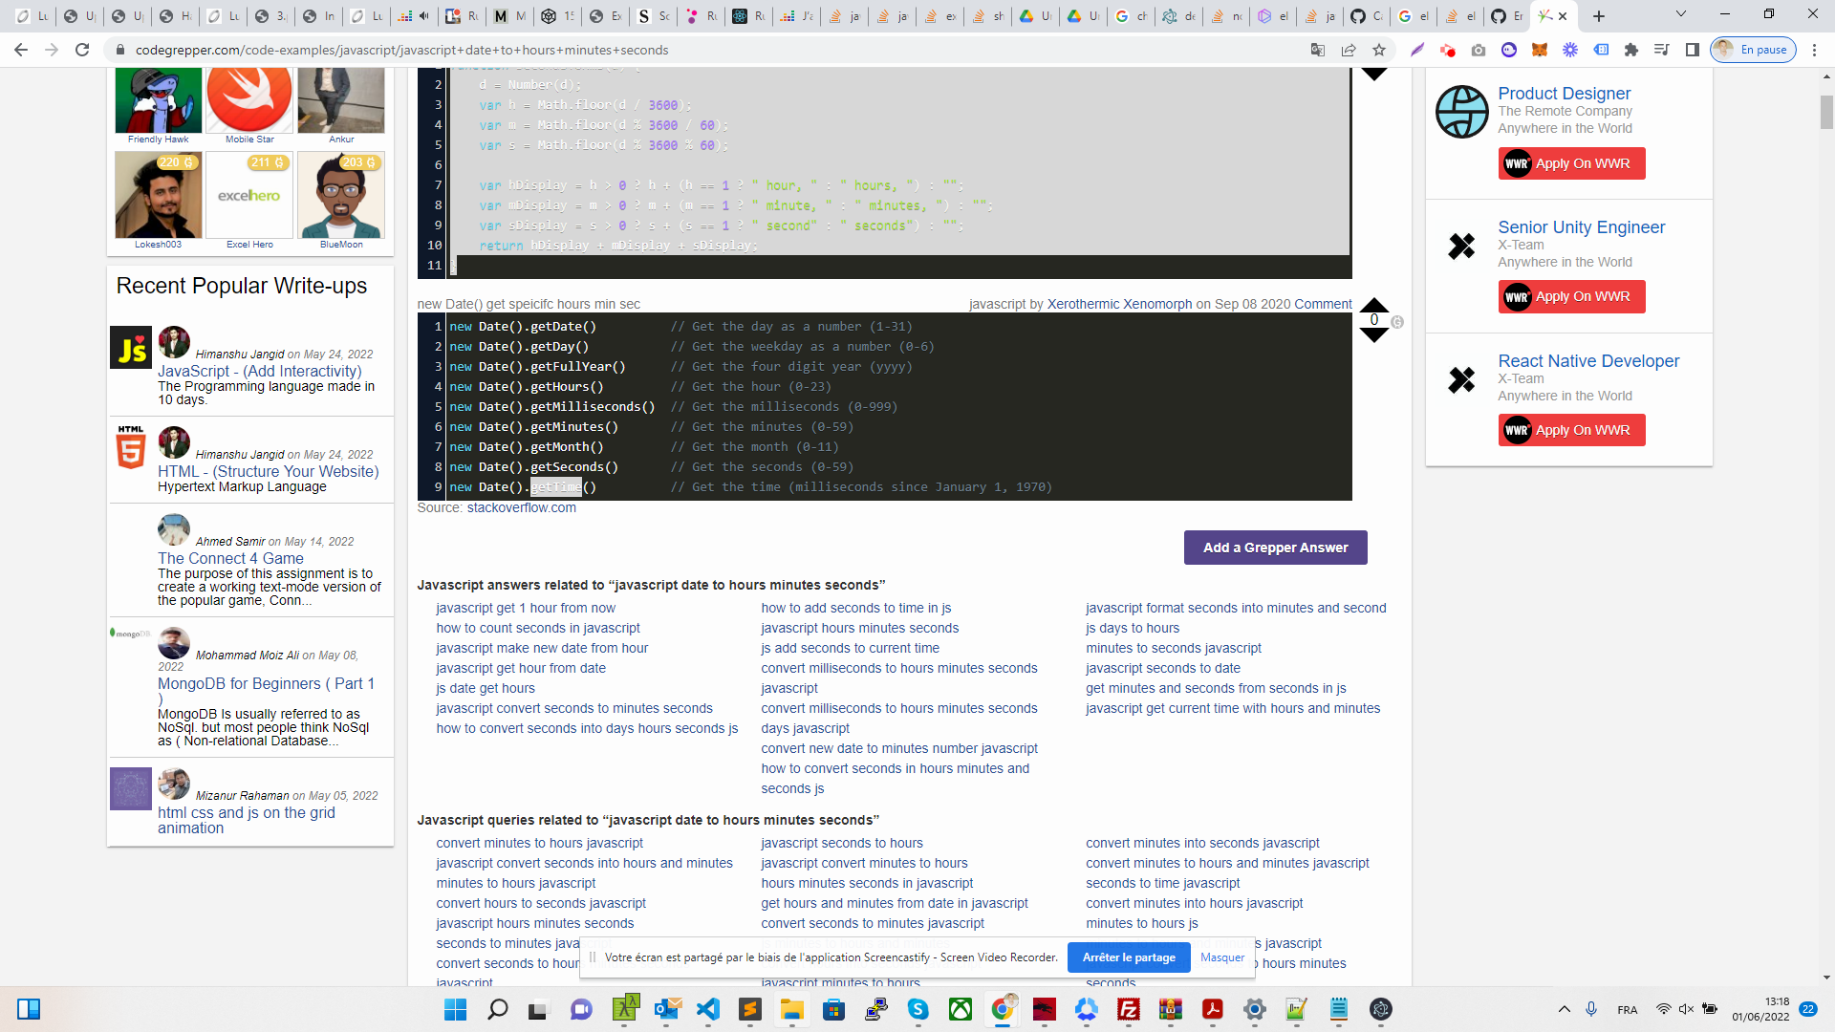 codegrepper.com/code-examples/javascript/javascript+date+to+hours+minutes+seconds
En pause
Friendly Hawk
Mobile Star
Ankur
220
211
203
excelhero
Lokesh003
Excel Hero
BlueMoon
Recent Popular Write-ups
Himanshu Jangid on May 24, 2022
JavaScript - (Add Interactivity)
The Programming language made in
10 days.
HTML
Himanshu Jangid on May 24, 2022
HTML - (Structure Your Website)
Hypertext Markup Language
Ahmed Samir on May 14, 2022
The Connect 4 Game
The purpose of this assignment is to
create a working text-mode version of
the popular game, Conn...
mongoDB
Mohammad Moiz Ali on May 08,
2022
MongoDB for Beginners ( Part 1
)
MongoDB Is usually referred to as
NoSql. but most people think NoSql
as ( Non-relational Database...
Mizanur Rahaman on May 05, 2022
html css and js on the grid
animation
2 d = Number(d);
3 var h = Math.floor(d / 3600);
4 var m = Math.floor(d % 3600 / 60);
5 var s = Math.floor(d % 3600 % 60);
6
7 var hDisplay = h > 0 ? h + (h == 1 ? " hour, " : " hours, ") : "";
8 var mDisplay = m > 0 ? m + (m == 1 ? " minute, " : " minutes, ") : "";
9 var sDisplay = s > 0 ? s + (s == 1 ? " second" : " seconds") : "";
10 return hDisplay + mDisplay + sDisplay;
11 }
new Date() get speicifc hours min sec
javascript by Xerothermic Xenomorph on Sep 08 2020 Comment
0
1 new Date().getDate() // Get the day as a number (1-31)
2 new Date().getDay() // Get the weekday as a number (0-6)
3 new Date().getFullYear() // Get the four digit year (yyyy)
4 new Date().getHours() // Get the hour (0-23)
5 new Date().getMilliseconds() // Get the milliseconds (0-999)
6 new Date().getMinutes() // Get the minutes (0-59)
7 new Date().getMonth() // Get the month (0-11)
8 new Date().getSeconds() // Get the seconds (0-59)
9 new Date().getTime() // Get the time (milliseconds since January 1, 1970)
Source: stackoverflow.com
Add a Grepper Answer
Javascript answers related to “javascript date to hours minutes seconds”
javascript get 1 hour from now
how to count seconds in javascript
javascript make new date from hour
javascript get hour from date
js date get hours
javascript convert seconds to minutes seconds
how to convert seconds into days hours seconds js
how to add seconds to time in js
javascript hours minutes seconds
js add seconds to current time
convert milliseconds to hours minutes seconds
javascript
convert milliseconds to hours minutes seconds
days javascript
convert new date to minutes number javascript
how to convert seconds in hours minutes and
seconds js
javascript format seconds into minutes and second
js days to hours
minutes to seconds javascript
javascript seconds to date
get minutes and seconds from seconds in js
javascript get current time with hours and minutes
Javascript queries related to “javascript date to hours minutes seconds”
convert minutes to hours javascript
javascript convert seconds into hours and minutes
minutes to hours javascript
convert hours to seconds javascript
javascript hours minutes seconds
seconds to minutes java
convert seconds to hour
javascript
javascript seconds to hours
javascript convert minutes to hours
hours minutes seconds in javascript
get hours and minutes from date in javascript
convert seconds to minutes javascript
javascript minutes to hours
convert minutes into seconds javascript
convert minutes to hours and minutes javascript
seconds to time javascript
convert minutes into hours javascript
minutes to hours js
s javascript
o hours minutes
seconds
Product Designer
The Remote Company
Anywhere in the World
WWR Apply On WWR
Senior Unity Engineer
X-Team
Anywhere in the World
WWR Apply On WWR
React Native Developer
X-Team
Anywhere in the World
WWR Apply On WWR
Votre écran est partagé par le biais de l'application Screencastify - Screen Video Recorder.
Arrêter le partage
Masquer
FRA
13:18
01/06/2022
22